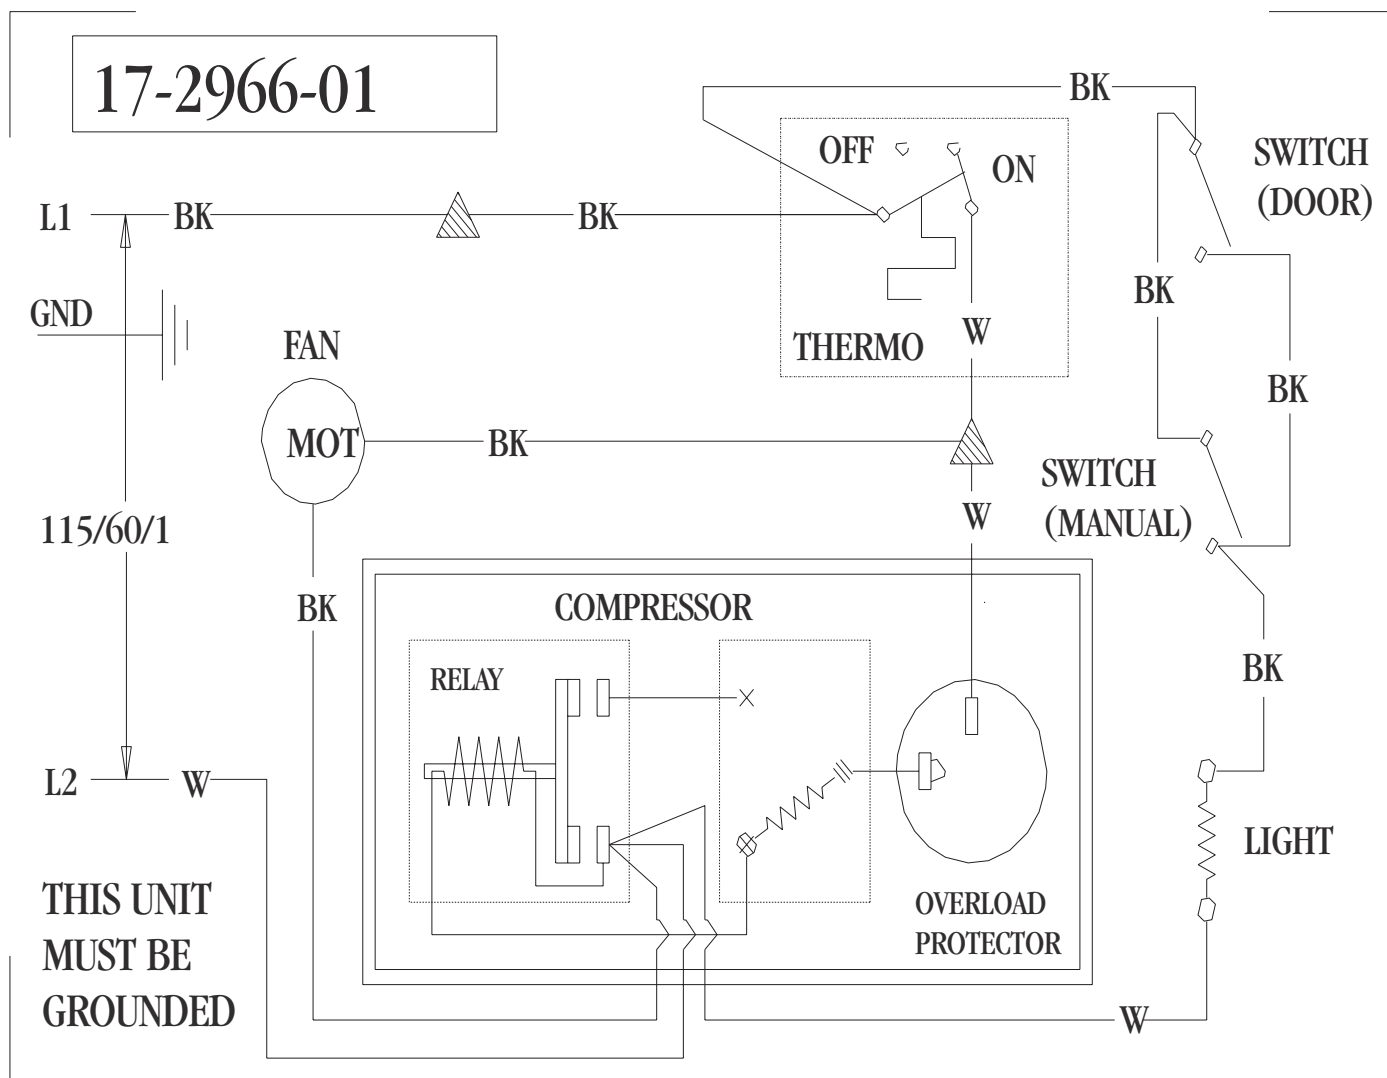 17-2966-01
BK
OFF
ON
SWITCH
(DOOR)
L1
BK
BK
BK
GND
THERMO
W
FAN
MOT
BK
BK
SWITCH
(MANUAL)
W
115/60/1
BK
COMPRESSOR
RELAY
BK
L2
W
LIGHT
OVERLOAD
PROTECTOR
THIS UNIT
MUST BE
GROUNDED
W